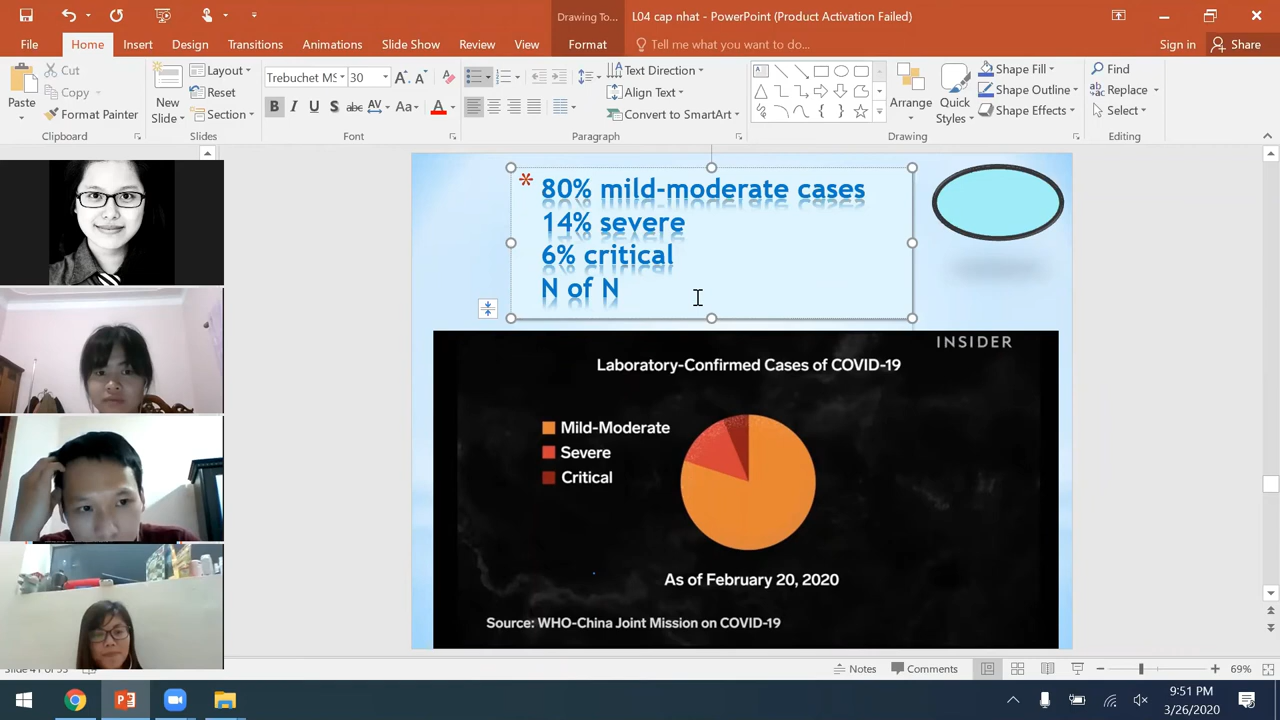 L04 cap nhat - PowerPoint (Product Activation Failed)
Drawing To...
File
Home
Insert
Design
Transitions
Animations
Slide Show
Review
View
Format
Tell me what you want to do...
Sign in
Share
Paste
Cut
Copy
Format Painter
Clipboard
New
Slide
Layout
Reset
Section
Slides
Trebuchet MS
30
B I U S abc AV Aa A
Font
Text Direction
Align Text
Convert to SmartArt
Paragraph
Arrange
Quick
Styles
Shape Fill
Shape Outline
Shape Effects
Drawing
Find
Replace
Select
Editing
* 80% mild-moderate cases
14% severe
6% critical
N of N
INSIDER
Laboratory-Confirmed Cases of COVID-19
Mild-Moderate
Severe
Critical
As of February 20, 2020
Source: WHO-China Joint Mission on COVID-19
Notes
Comments
69%
9:51 PM
3/26/2020